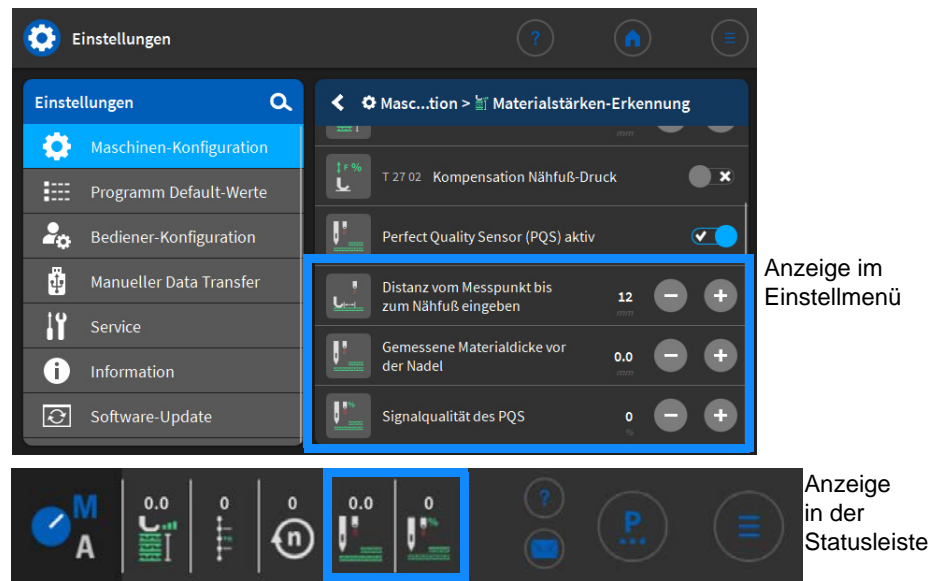 Einstellungen
?
Einstellungen
Masc...tion > Materialstärken-Erkennung
Maschinen-Konfiguration
Programm Default-Werte
Bediener-Konfiguration
Manueller Data Transfer
Service
Information
Software-Update
mm
F %
T 27 02 Kompensation Nähfuß-Druck
Perfect Quality Sensor (PQS) aktiv
Distanz vom Messpunkt bis
zum Nähfuß eingeben
12
mm
Gemessene Materialdicke vor
der Nadel
0.0
mm
%
Signalqualität des PQS
0
%
Anzeige im
Einstellmenü
M
A
0.0
0
0
n
0.0
0
%
?
P
Anzeige
in der
Statusleiste